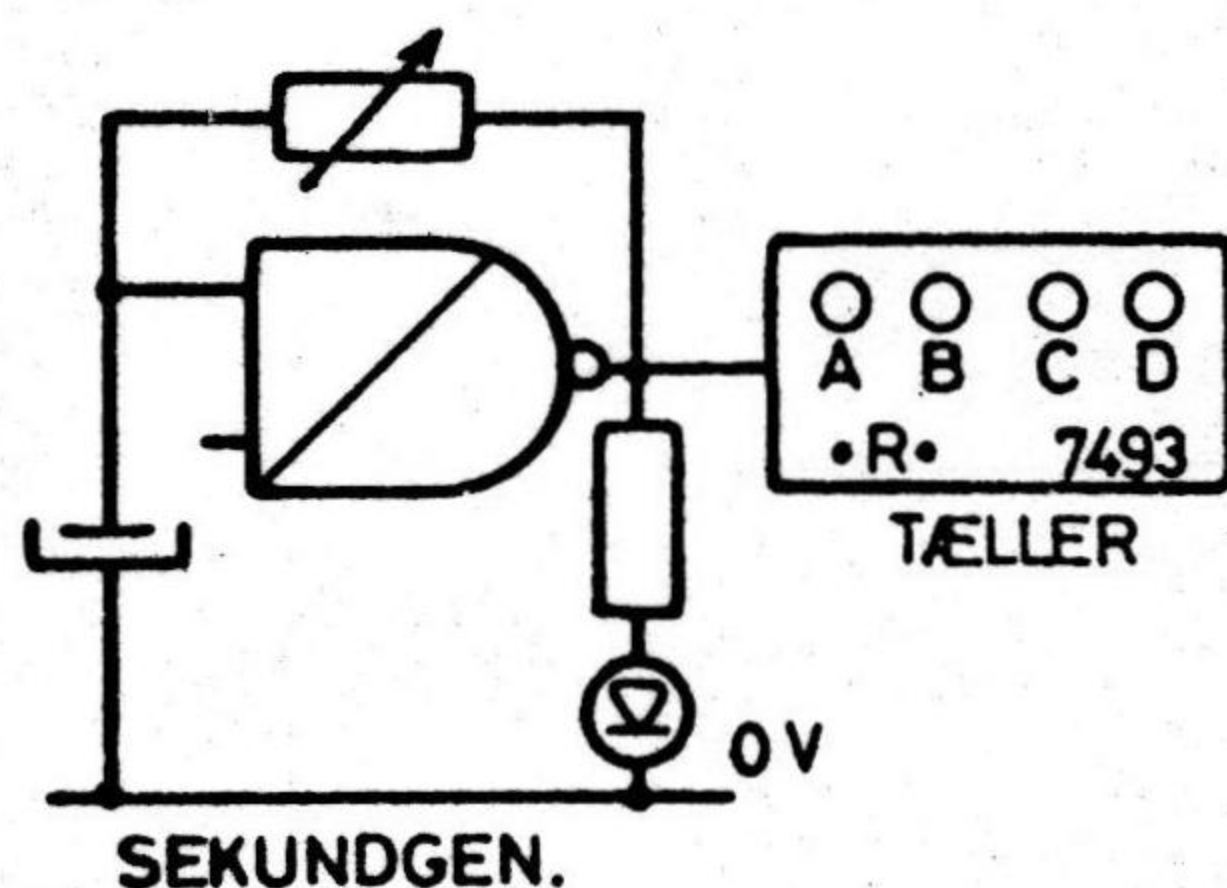 A B C D
•R• 7493
TÆLLER
0 V
SEKUNDGEN.